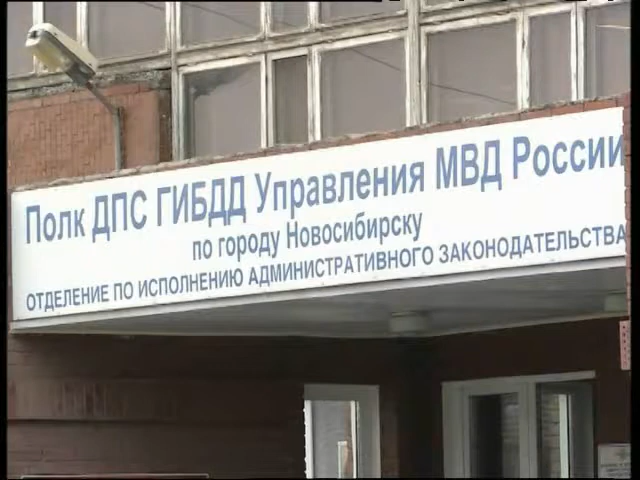 Полк ДПС ГИБДД Управления МВД России
по городу Новосибирску
ОТДЕЛЕНИЕ ПО ИСПОЛНЕНИЮ АДМИНИСТРАТИВНОГО ЗАКОНОДАТЕЛЬСТВА